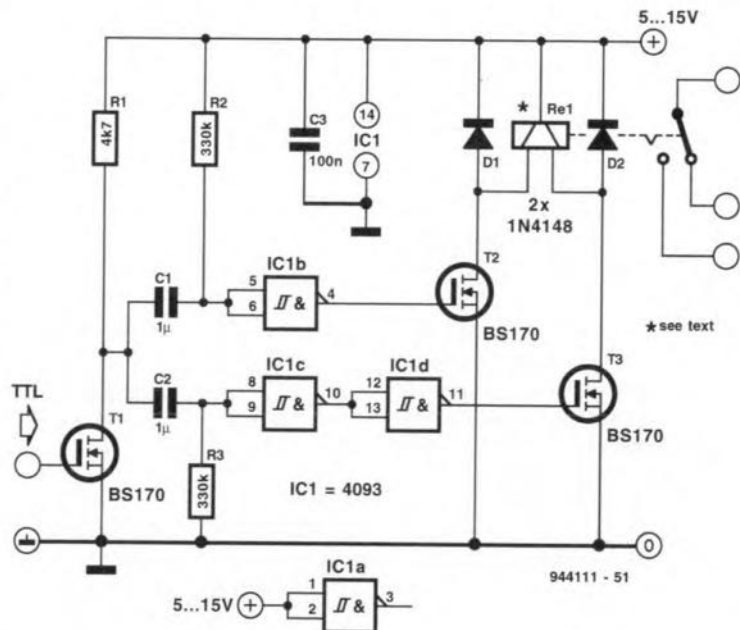 5...15V
+
R1
4k7
R2
330k
C3
100n
14
IC1
7
D1
*
Re1
D2
2x
1N4148
C1
1μ
5
6
IC1b
&
4
T2
BS170
* see text
C2
1μ
8
9
IC1c
&
10
12
13
IC1d
&
11
T3
BS170
TTL
T1
BS170
R3
330k
IC1 = 4093
0
944111 - 51
IC1a
5...15V
+
1
2
&
3